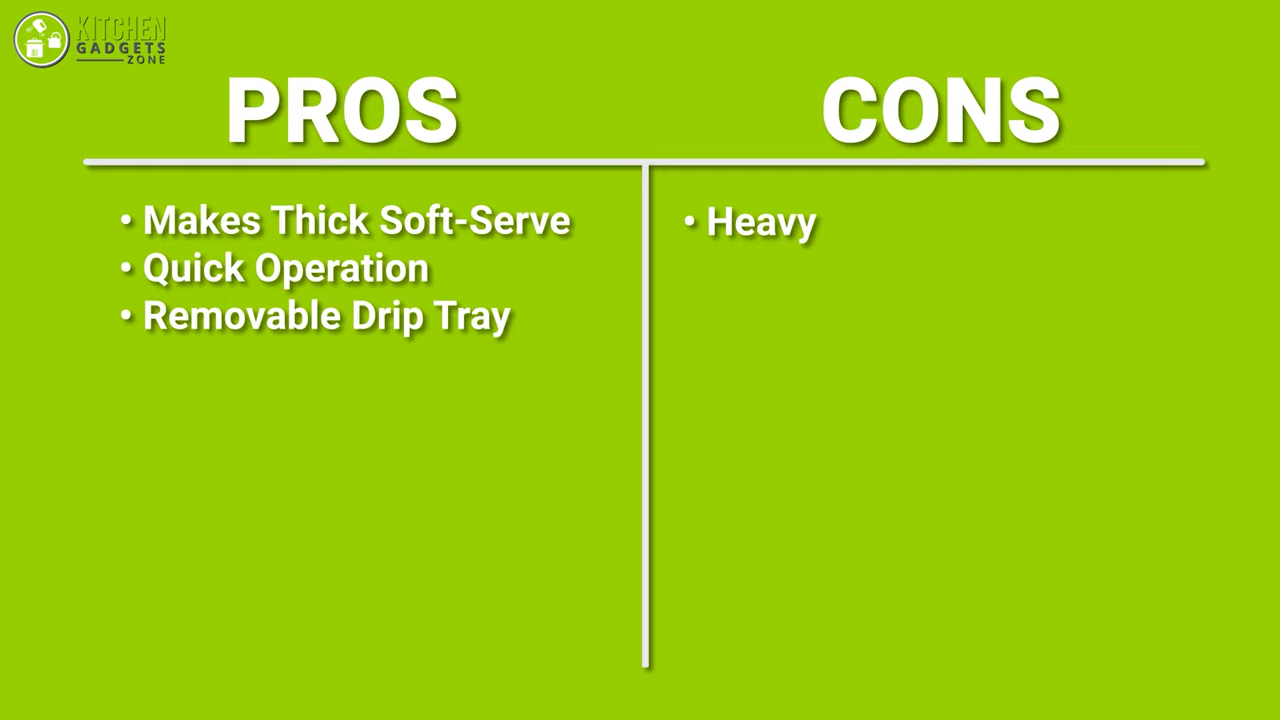 KITCHEN
GADGETS
ZONE
PROS
CONS
• Makes Thick Soft-Serve
• Quick Operation
• Removable Drip Tray
• Heavy